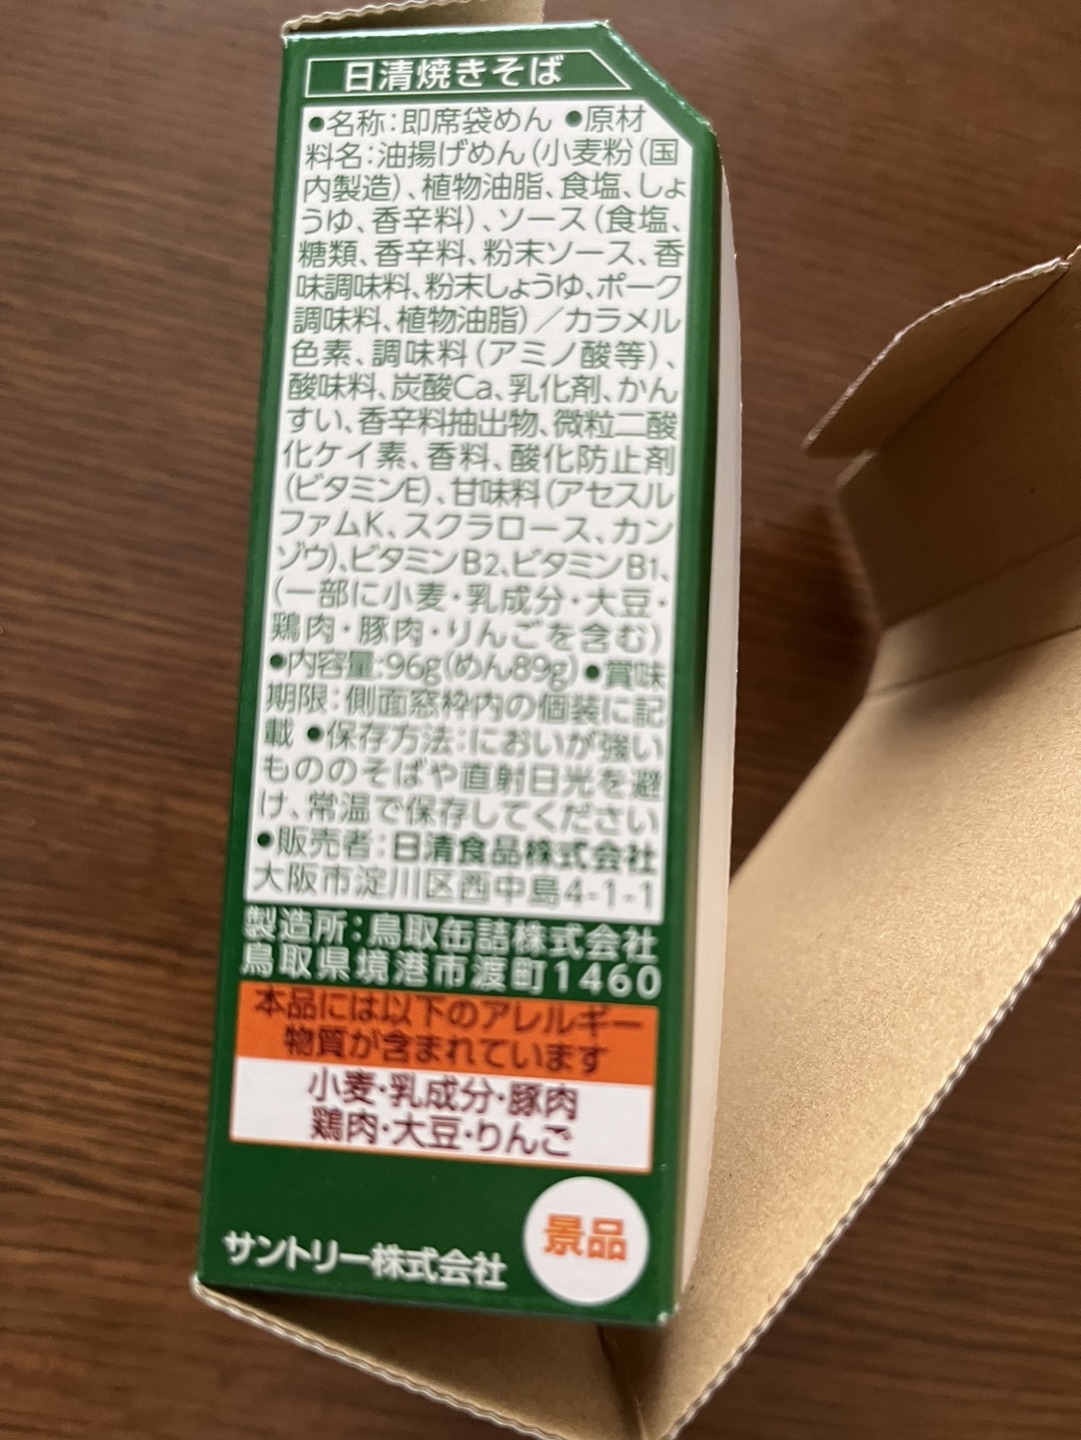 日清焼きそば
●名称：即席袋めん ●原材
料名：油揚げめん（小麦粉（国
内製造）、植物油脂、食塩、しょ
うゆ、香辛料）、ソース（食塩、
糖類、香辛料、粉末ソース、香
味調味料、粉末しょうゆ、ポーク
調味料、植物油脂）／カラメル
色素、調味料（アミノ酸等）、
酸味料、炭酸Ca、乳化剤、かん
すい、香辛料抽出物、微粒二酸
化ケイ素、香料、酸化防止剤
（ビタミンE）、甘味料（アセスル
ファムK、スクラロース、カン
ゾウ）、ビタミンB2、ビタミンB1、
（一部に小麦・乳成分・大豆・
鶏肉・豚肉・りんごを含む）
●内容量：96g（めん89g） ●賞味
期限：側面窓枠内の個装に記
載 ●保存方法：においが強い
もののそばや直射日光を避
け、常温で保存してください
●販売者：日清食品株式会社
大阪市淀川区西中島4-1-1
製造所：鳥取缶詰株式会社
鳥取県境港市渡町1460
本品には以下のアレルギー
物質が含まれています
小麦・乳成分・豚肉
鶏肉・大豆・りんご
景品
サントリー株式会社